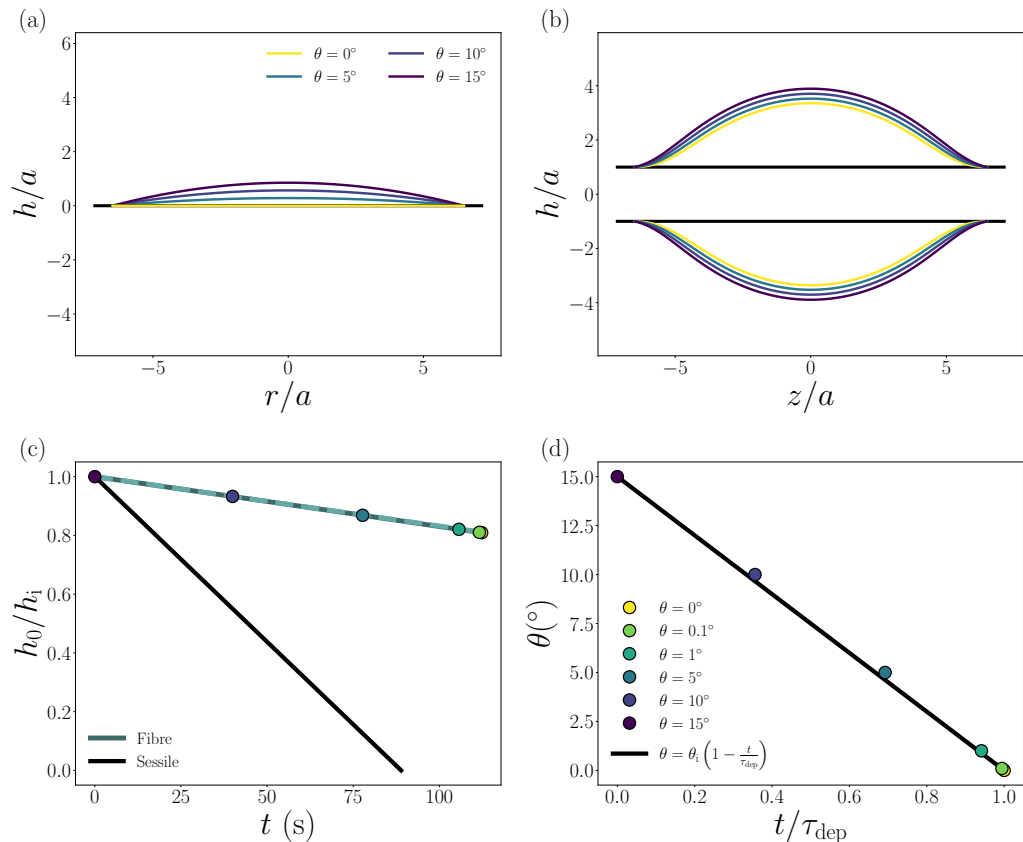 (a)
6
4
2
0
−2
−4
h/a
−5
0
5
r/a
θ = 0°
θ = 5°
θ = 10°
θ = 15°
(b)
4
2
0
−2
−4
h/a
−5
0
5
z/a
(c)
1.0
0.8
0.6
0.4
0.2
0.0
h₀/hᵢ
0
25
50
75
100
t (s)
Fibre
Sessile
(d)
15.0
12.5
10.0
7.5
5.0
2.5
0.0
θ(°)
0.0
0.2
0.4
0.6
0.8
1.0
t/τ_dep
θ = 0°
θ = 0.1°
θ = 1°
θ = 5°
θ = 10°
θ = 15°
θ = θᵢ (1 − t/τ_dep)